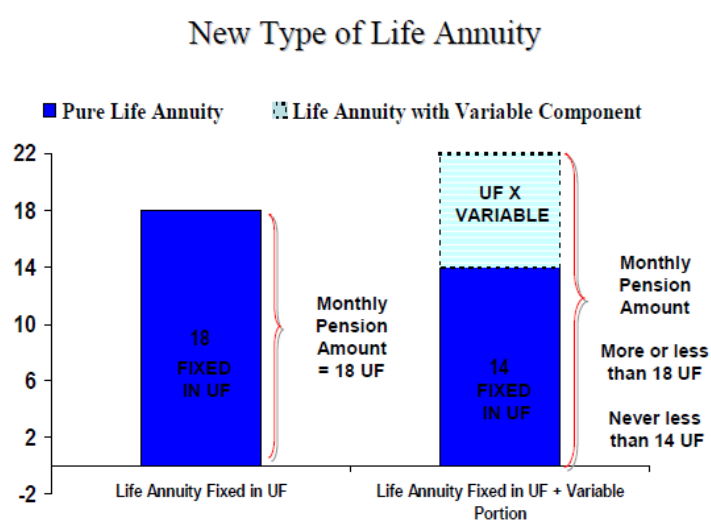 New Type of Life Annuity
Pure Life Annuity
Life Annuity with Variable Component
22
18
14
10
6
2
-2
18
FIXED
IN UF
Monthly
Pension
Amount
= 18 UF
UF X
VARIABLE
14
FIXED
IN UF
Monthly
Pension
Amount
More or less
than 18 UF
Never less
than 14 UF
Life Annuity Fixed in UF
Life Annuity Fixed in UF + Variable
Portion